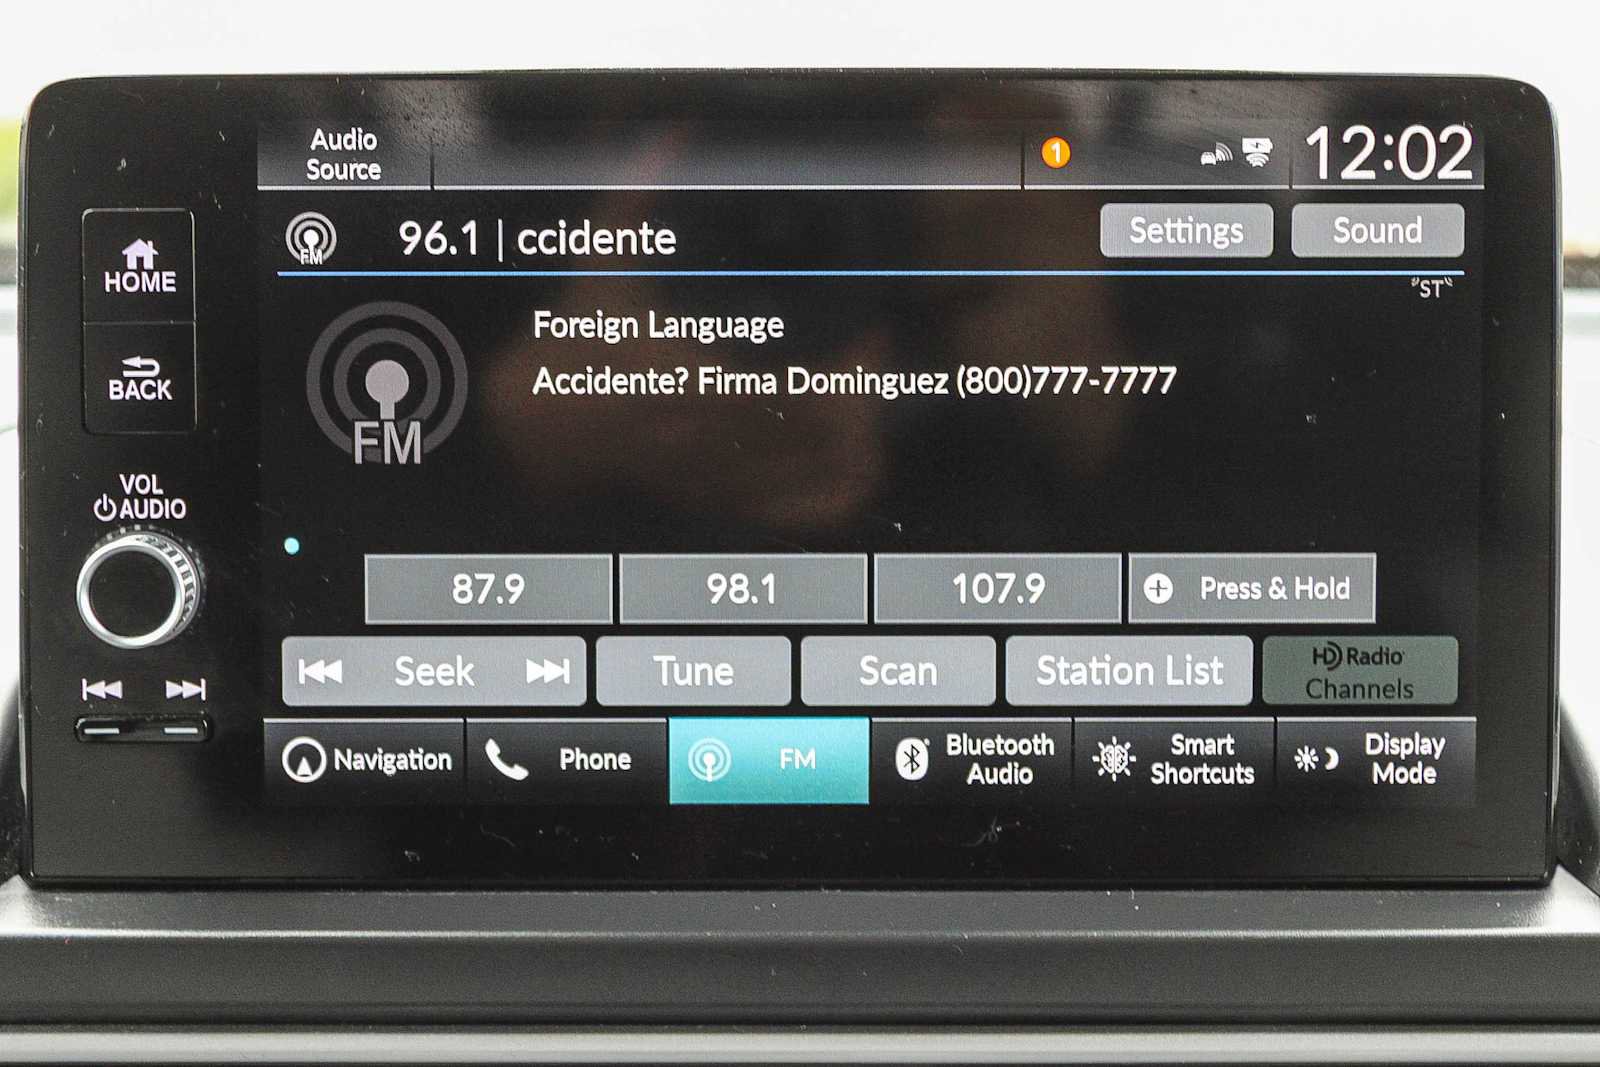 Audio
Source
1
12:02
FM
96.1 | ccidente
Settings
Sound
"ST"
HOME
BACK
Foreign Language
Accidente? Firma Dominguez (800)777-7777
FM
VOL
AUDIO
87.9
98.1
107.9
Press & Hold
Seek
Tune
Scan
Station List
HD Radio
Channels
Navigation
Phone
FM
Bluetooth
Audio
Smart
Shortcuts
Display
Mode